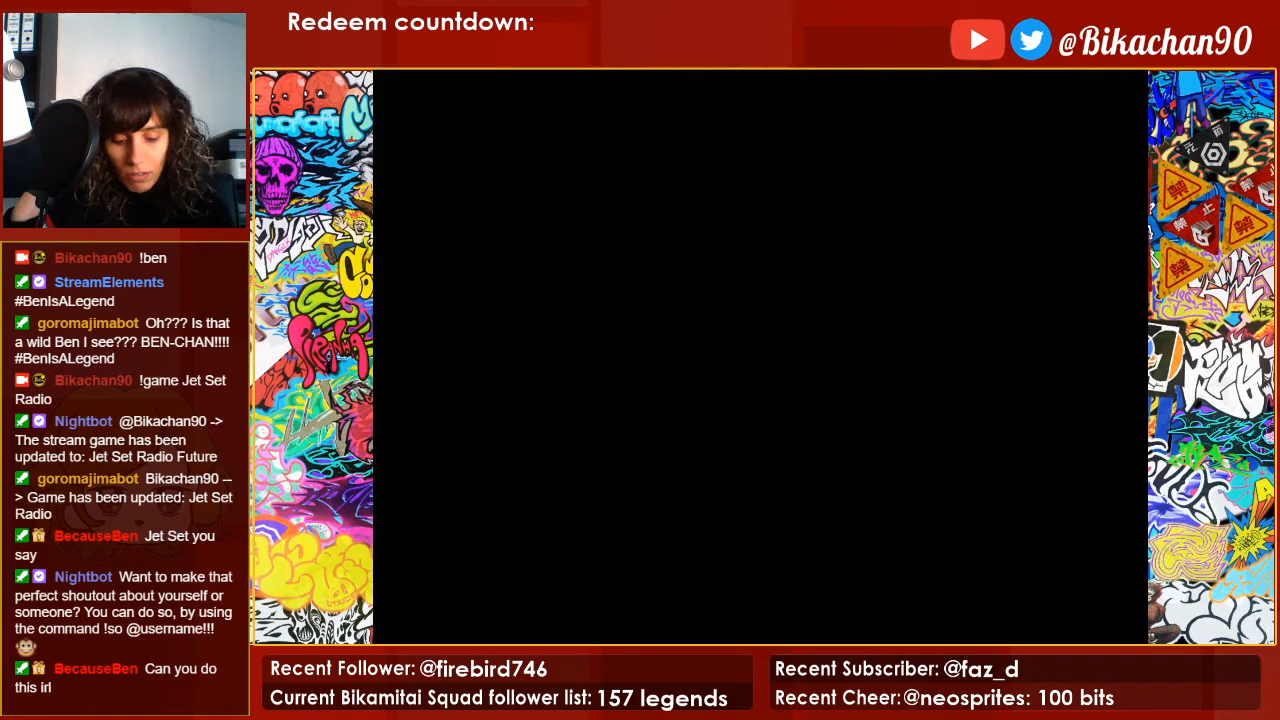 Redeem countdown:
@Bikachan90
Bikachan90 !ben
StreamElements
#BenIsALegend
goromajimabot Oh??? Is that
a wild Ben I see??? BEN-CHAN!!!!
#BenIsALegend
Bikachan90 !game Jet Set
Radio
Nightbot @Bikachan90 ->
The stream game has been
updated to: Jet Set Radio Future
goromajimabot Bikachan90 --
> Game has been updated: Jet Set
Radio
BecauseBen Jet Set you
say
Nightbot Want to make that
perfect shoutout about yourself or
someone? You can do so, by using
the command !so @username!!!
BecauseBen Can you do
this irl
Recent Follower: @firebird746
Current Bikamitai Squad follower list: 157 legends
Recent Subscriber: @faz_d
Recent Cheer: @neosprites: 100 bits